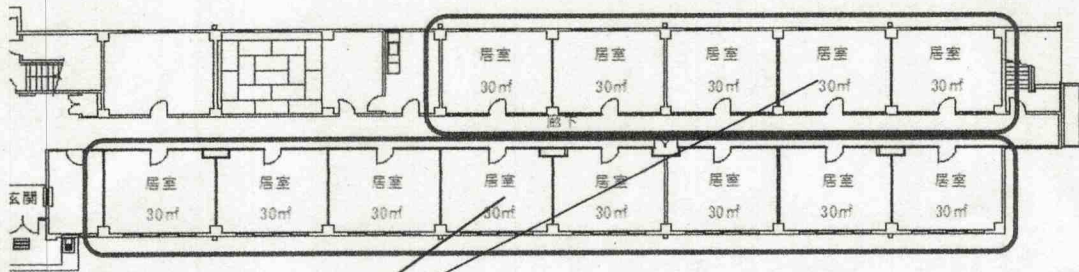 居室 居室 居室 居室 居室
30㎡ 30㎡ 30㎡ 30㎡ 30㎡
廊下
居室 居室 居室 居室 居室 居室 居室 居室
玄関
30㎡ 30㎡ 30㎡ 30㎡ 30㎡ 30㎡ 30㎡ 30㎡